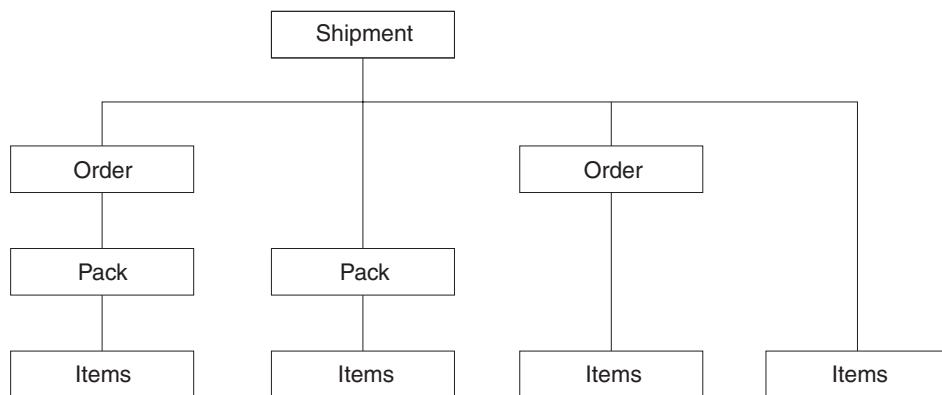 Shipment
Order
Order
Pack
Pack
Items
Items
Items
Items